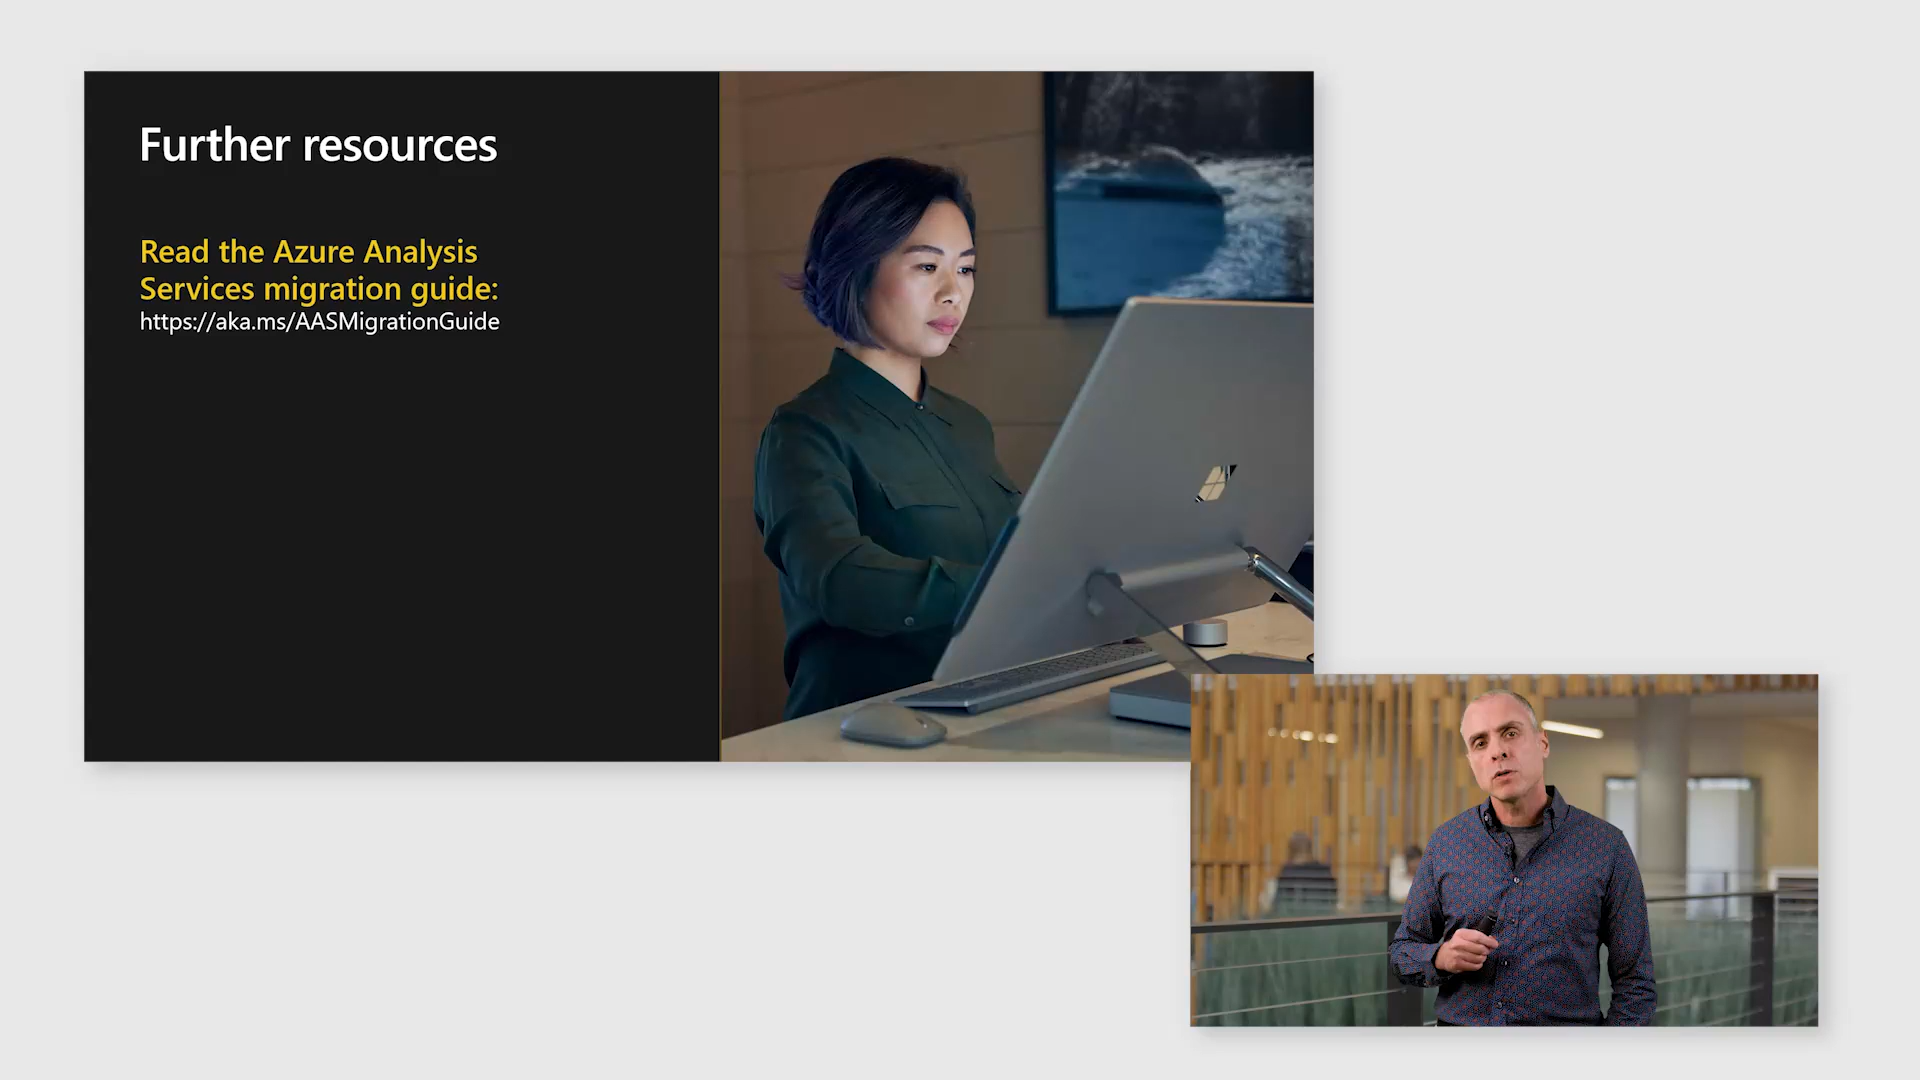 Further resources
Read the Azure Analysis
Services migration guide:
https://aka.ms/AASMigrationGuide